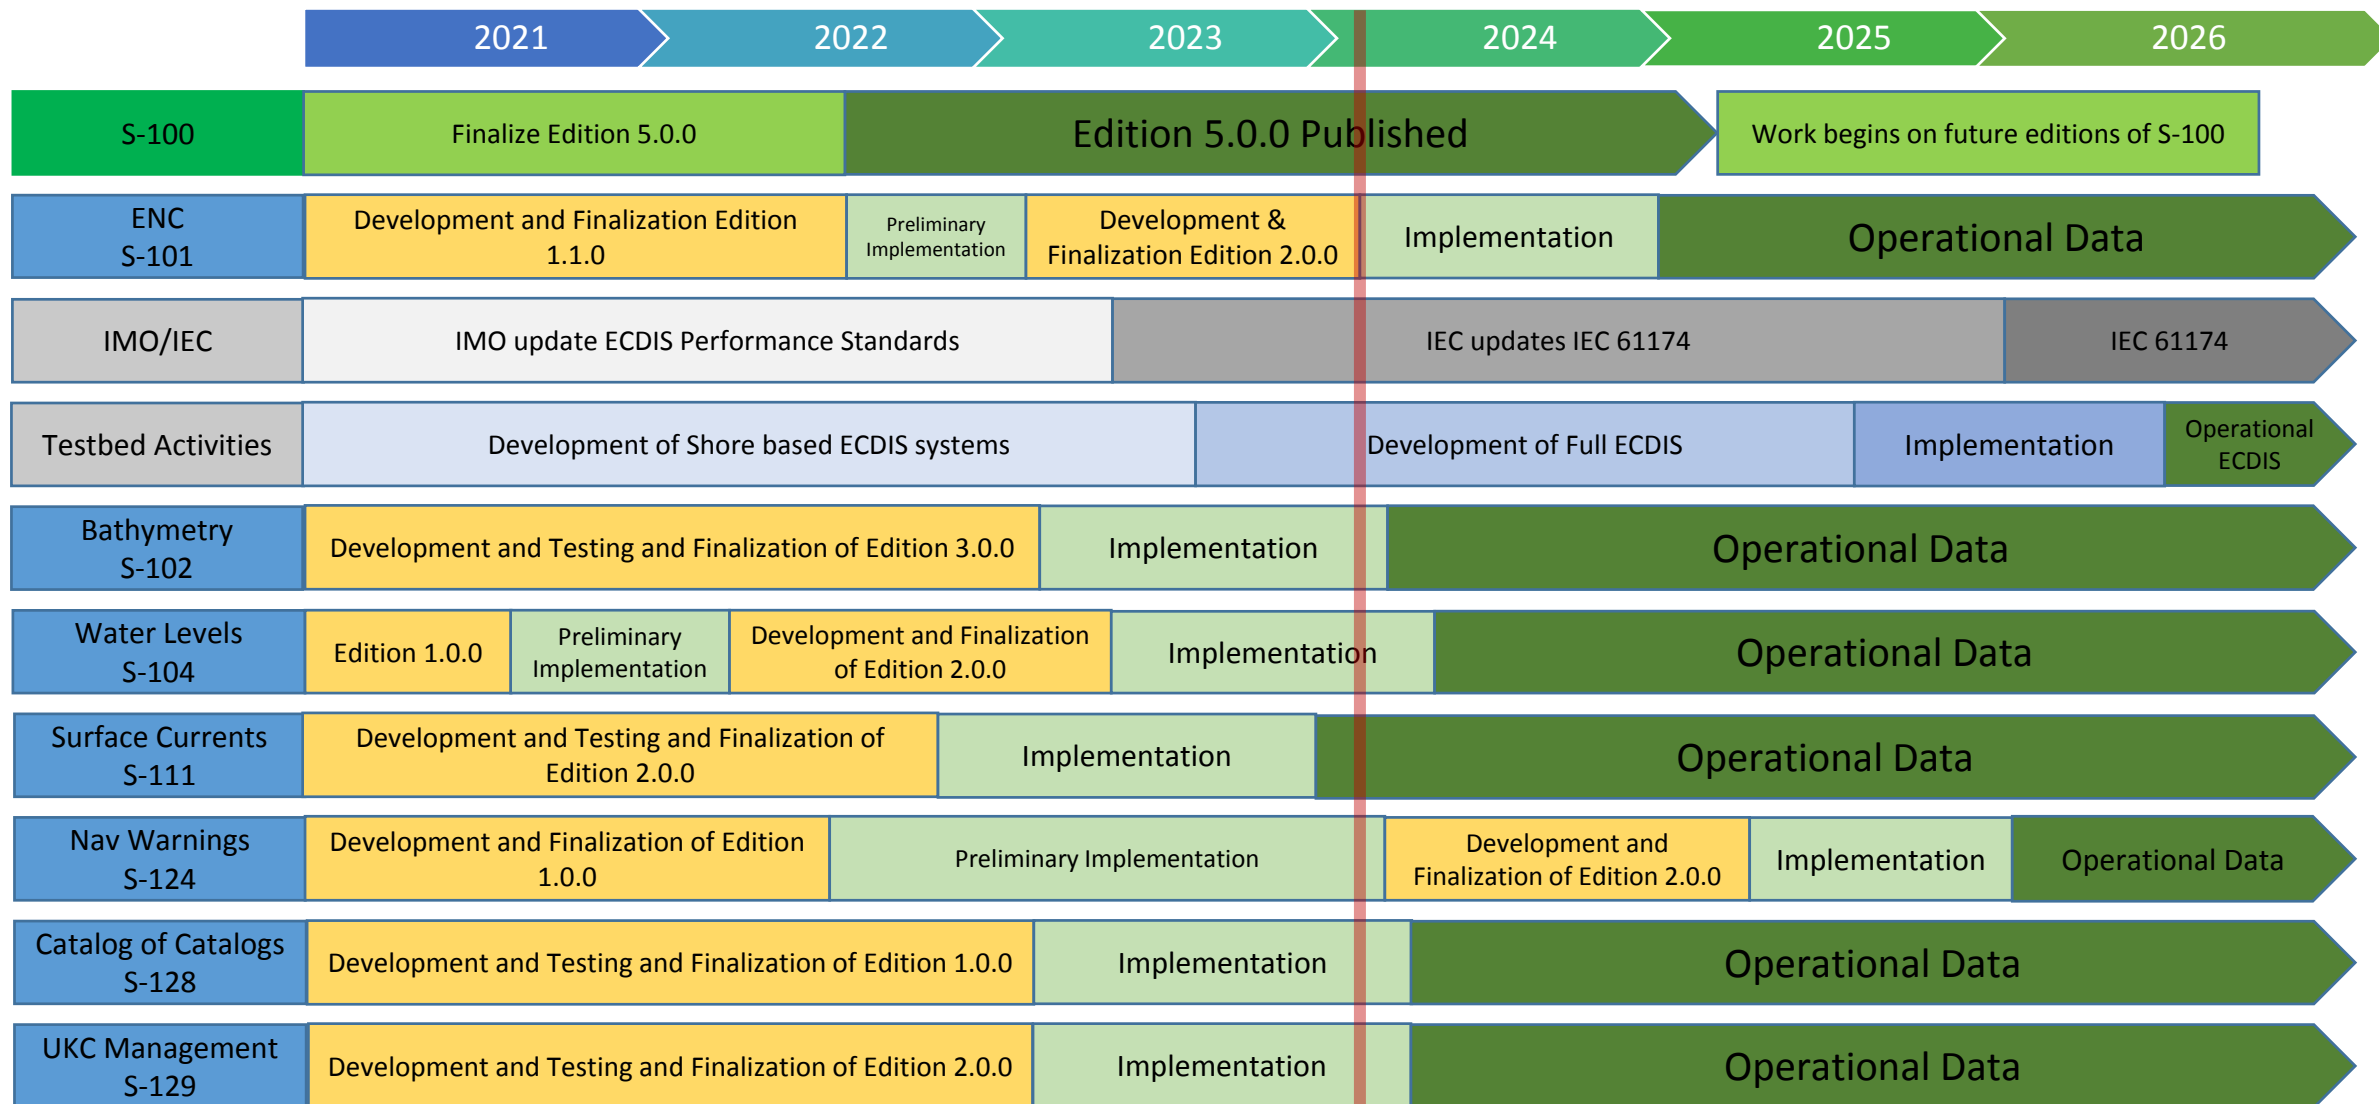 2021
2022
2023
2024
2025
2026
S-100
Finalize Edition 5.0.0
Edition 5.0.0 Published
Work begins on future editions of S-100
ENC
S-101
Development and Finalization Edition
1.1.0
Preliminary
Implementation
Development &
Finalization Edition 2.0.0
Implementation
Operational Data
IMO/IEC
IMO update ECDIS Performance Standards
IEC updates IEC 61174
IEC 61174
Testbed Activities
Development of Shore based ECDIS systems
Development of Full ECDIS
Implementation
Operational
ECDIS
Bathymetry
S-102
Development and Testing and Finalization of Edition 3.0.0
Implementation
Operational Data
Water Levels
S-104
Edition 1.0.0
Preliminary
Implementation
Development and Finalization
of Edition 2.0.0
Implementation
Operational Data
Surface Currents
S-111
Development and Testing and Finalization of
Edition 2.0.0
Implementation
Operational Data
Nav Warnings
S-124
Development and Finalization of Edition
1.0.0
Preliminary Implementation
Development and
Finalization of Edition 2.0.0
Implementation
Operational Data
Catalog of Catalogs
S-128
Development and Testing and Finalization of Edition 1.0.0
Implementation
Operational Data
UKC Management
S-129
Development and Testing and Finalization of Edition 2.0.0
Implementation
Operational Data